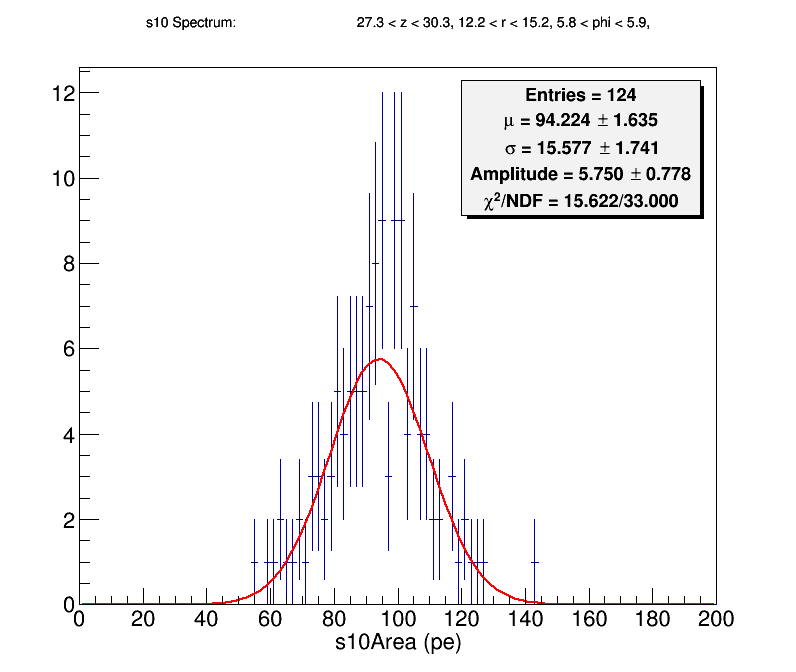 s10 Spectrum: 27.3 < z < 30.3, 12.2 < r < 15.2, 5.8 < phi < 5.9,
Entries = 124
μ = 94.224 ± 1.635
σ = 15.577 ± 1.741
Amplitude = 5.750 ± 0.778
χ²/NDF = 15.622/33.000
12
10
8
6
4
2
0
0 20 40 60 80 100 120 140 160 180 200
s10Area (pe)